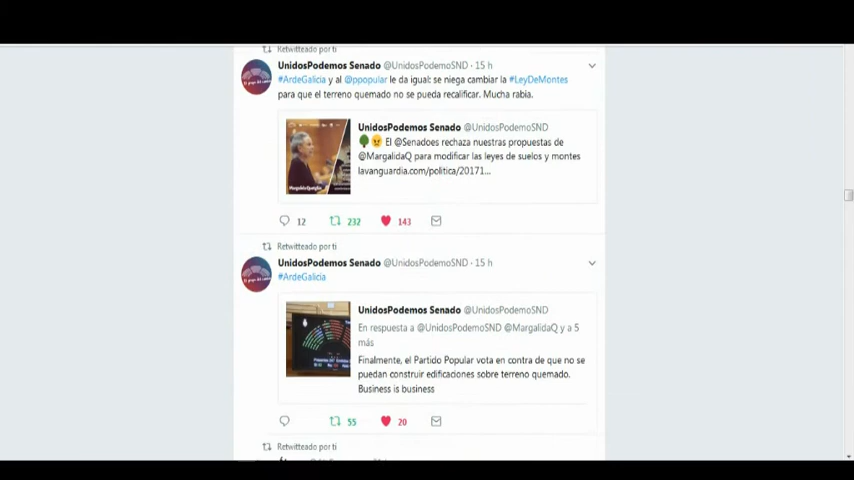 Retwitteado por ti
UnidosPodemos Senado @UnidosPodemoSND · 15 h
#ArdeGalicia y al @ppopular le da igual: se niega cambiar la #LeyDeMontes
para que el terreno quemado no se pueda recalificar. Mucha rabia.
UnidosPodemos Senado @UnidosPodemoSND
El @Senadoes rechaza nuestras propuestas de
@MargalidaQ para modificar las leyes de suelos y montes
lavanguardia.com/politica/20171...
12 232 143
Retwitteado por ti
UnidosPodemos Senado @UnidosPodemoSND · 15 h
#ArdeGalicia
UnidosPodemos Senado @UnidosPodemoSND
En respuesta a @UnidosPodemoSND @MargalidaQ y a 5
más
Finalmente, el Partido Popular vota en contra de que no se
puedan construir edificaciones sobre terreno quemado.
Business is business
55 20
Retwitteado por ti